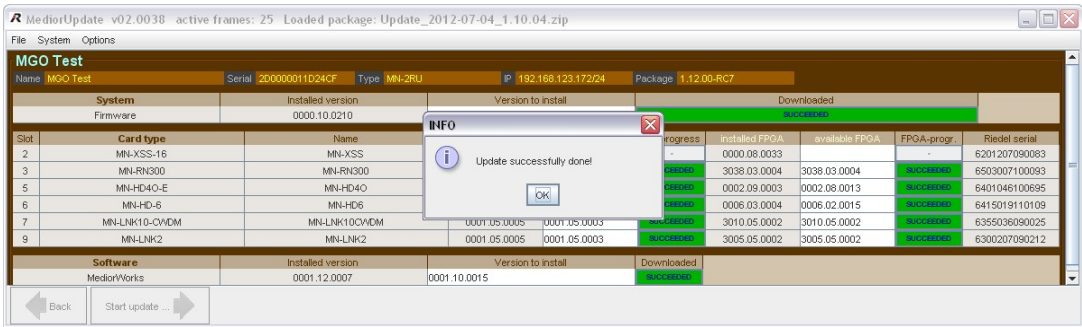 R MediorUpdate v02.0038 active frames: 25 Loaded package: Update_2012-07-04_1.10.04.zip
File System Options
MGO Test
Name MGO Test Serial 2D0000011D24CF Type MN-2RU IP 192.168.123.172/24 Package 1.12.00-RC7
System Installed version Version to install Downloaded
Firmware 0000.10.0210 SUCCEEDED
INFO
Update successfully done!
OK
Slot Card type Name progress installed FPGA available FPGA FPGA-progr. Riedel serial
2 MN-XSS-16 MN-XSS - 0000.08.0033 - 6201207090083
3 MN-RN300 MN-RN300 CEEDED 3038.03.0004 3038.03.0004 SUCCEEDED 6503007100093
5 MN-HD4O-E MN-HD4O CEEDED 0002.09.0003 0002.08.0013 SUCCEEDED 6401046100695
6 MN-HD-6 MN-HD6 CEEDED 0006.03.0004 0006.02.0015 SUCCEEDED 6415019110109
7 MN-LNK10-CWDM MN-LNK10CWDM 0001.05.0005 0001.05.0003 SUCCEEDED 3010.05.0002 3010.05.0002 SUCCEEDED 6355036090025
9 MN-LNK2 MN-LNK2 0001.05.0005 0001.05.0003 SUCCEEDED 3005.05.0002 3005.05.0002 SUCCEEDED 6300207090212
Software Installed version Version to install Downloaded
MediorWorks 0001.12.0007 0001.10.0015 SUCCEEDED
Back Start update ...